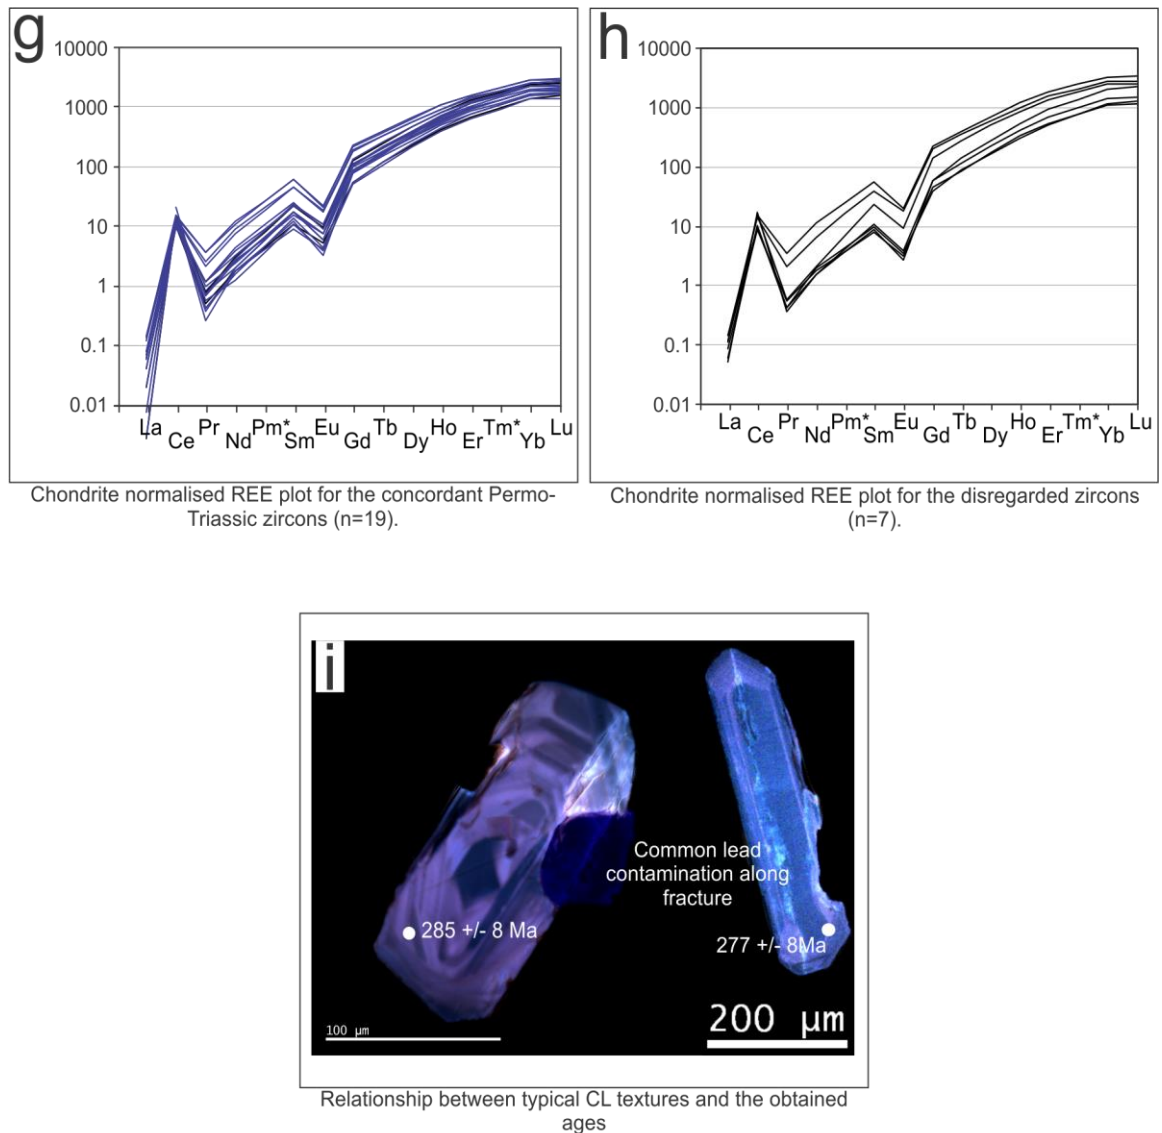 g
10000
1000
100
10
1
0.1
0.01
La Ce Pr Nd Pm* Sm Eu Gd Tb Dy Ho Er Tm* Yb Lu
Chondrite normalised REE plot for the concordant Permo-
Triassic zircons (n=19).
h
10000
1000
100
10
1
0.1
0.01
La Ce Pr Nd Pm* Sm Eu Gd Tb Dy Ho Er Tm* Yb Lu
Chondrite normalised REE plot for the disregarded zircons
(n=7).
i
Common lead
contamination along
fracture
285 +/- 8 Ma
277 +/- 8Ma
100 µm
200 µm
Relationship between typical CL textures and the obtained
ages